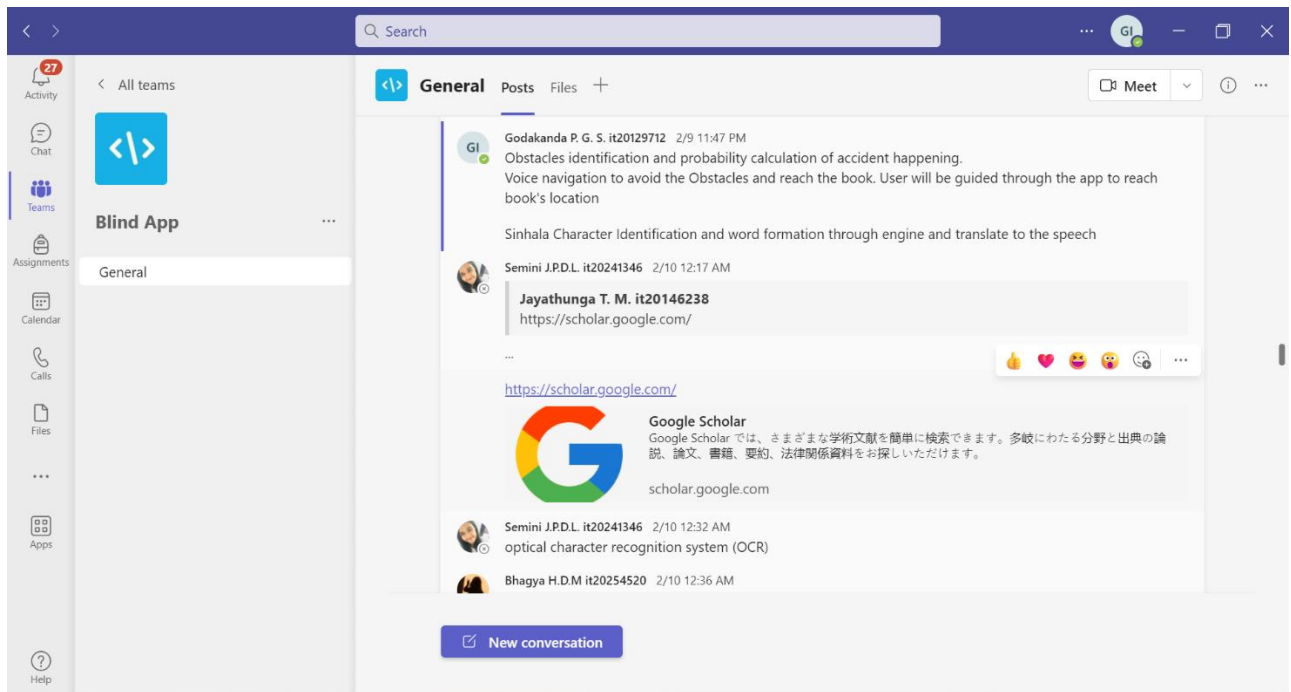 Search
GI
27
Activity
Chat
Teams
Assignments
Calendar
Calls
Files
...
Apps
Help
All teams
Blind App
...
General
General Posts Files
Meet
GI
Godakanda P. G. S. it20129712 2/9 11:47 PM
Obstacles identification and probability calculation of accident happening.
Voice navigation to avoid the Obstacles and reach the book. User will be guided through the app to reach
book's location
Sinhala Character Identification and word formation through engine and translate to the speech
Semini J.P.D.L. it20241346 2/10 12:17 AM
Jayathunga T. M. it20146238
https://scholar.google.com/
...
https://scholar.google.com/
Google Scholar
Google Scholar では、さまざまな学術文献を簡単に検索できます。多岐にわたる分野と出典の論
説、論文、書籍、要約、法律関係資料をお探しいただけます。
scholar.google.com
Semini J.P.D.L. it20241346 2/10 12:32 AM
optical character recognition system (OCR)
Bhagya H.D.M it20254520 2/10 12:36 AM
New conversation